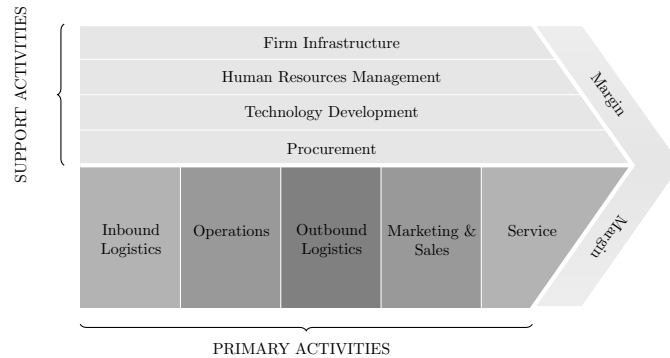 SUPPORT ACTIVITIES
Firm Infrastructure
Human Resources Management
Technology Development
Procurement
Margin
Inbound
Logistics
Operations
Outbound
Logistics
Marketing &
Sales
Service
Margin
PRIMARY ACTIVITIES